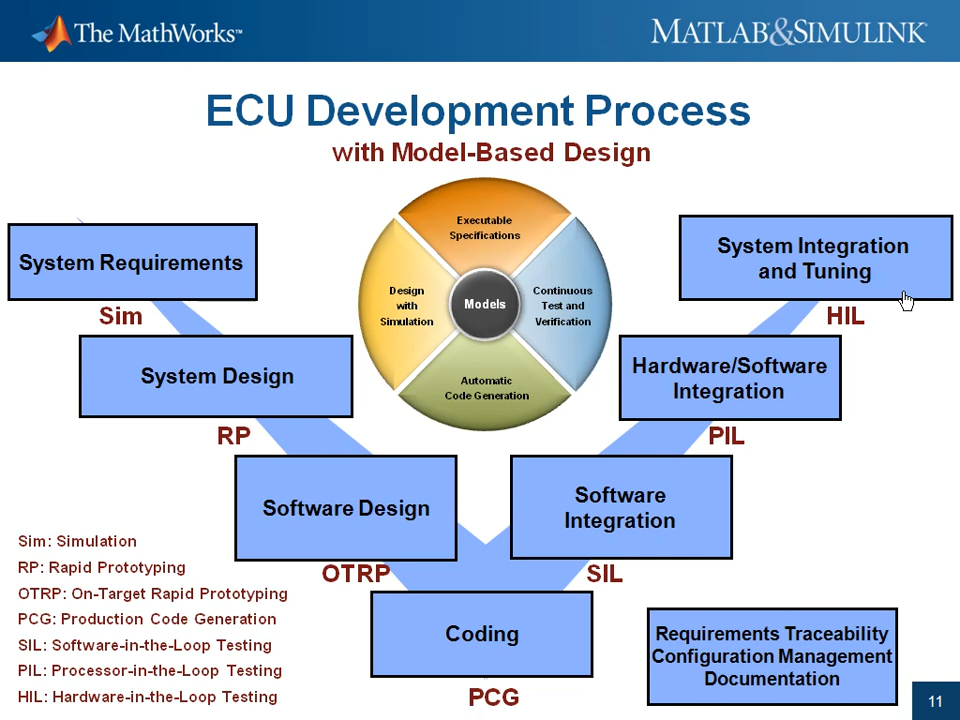 The MathWorks™
MATLAB&SIMULINK®
ECU Development Process
with Model-Based Design
Executable
Specifications
Design
with
Simulation
Models
Continuous
Test and
Verification
Automatic
Code Generation
System Requirements
Sim
System Design
RP
Software Design
OTRP
Coding
PCG
Software
Integration
SIL
Hardware/Software
Integration
PIL
System Integration
and Tuning
HIL
Sim: Simulation
RP: Rapid Prototyping
OTRP: On-Target Rapid Prototyping
PCG: Production Code Generation
SIL: Software-in-the-Loop Testing
PIL: Processor-in-the-Loop Testing
HIL: Hardware-in-the-Loop Testing
Requirements Traceability
Configuration Management
Documentation
11